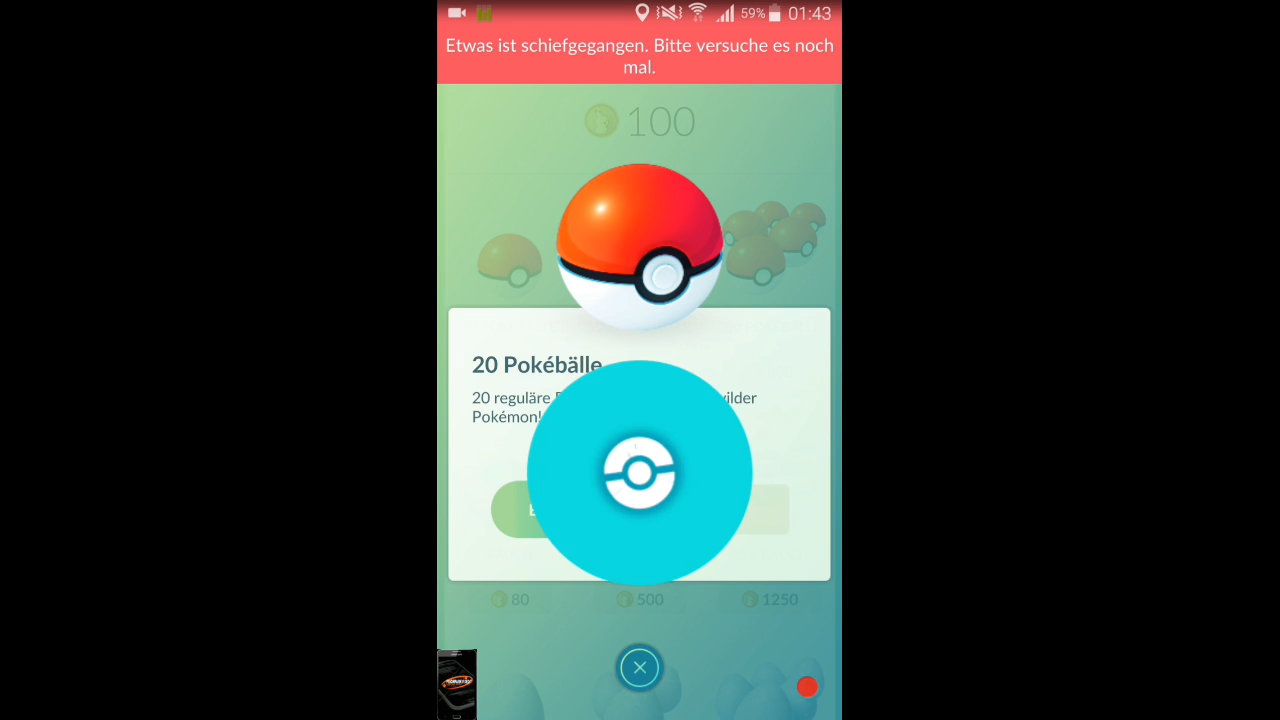 59% 01:43
Etwas ist schiefgegangen. Bitte versuche es noch
mal.
100
20 Pokébälle
20 reguläre wilder
Pokémon!
80 500 1250